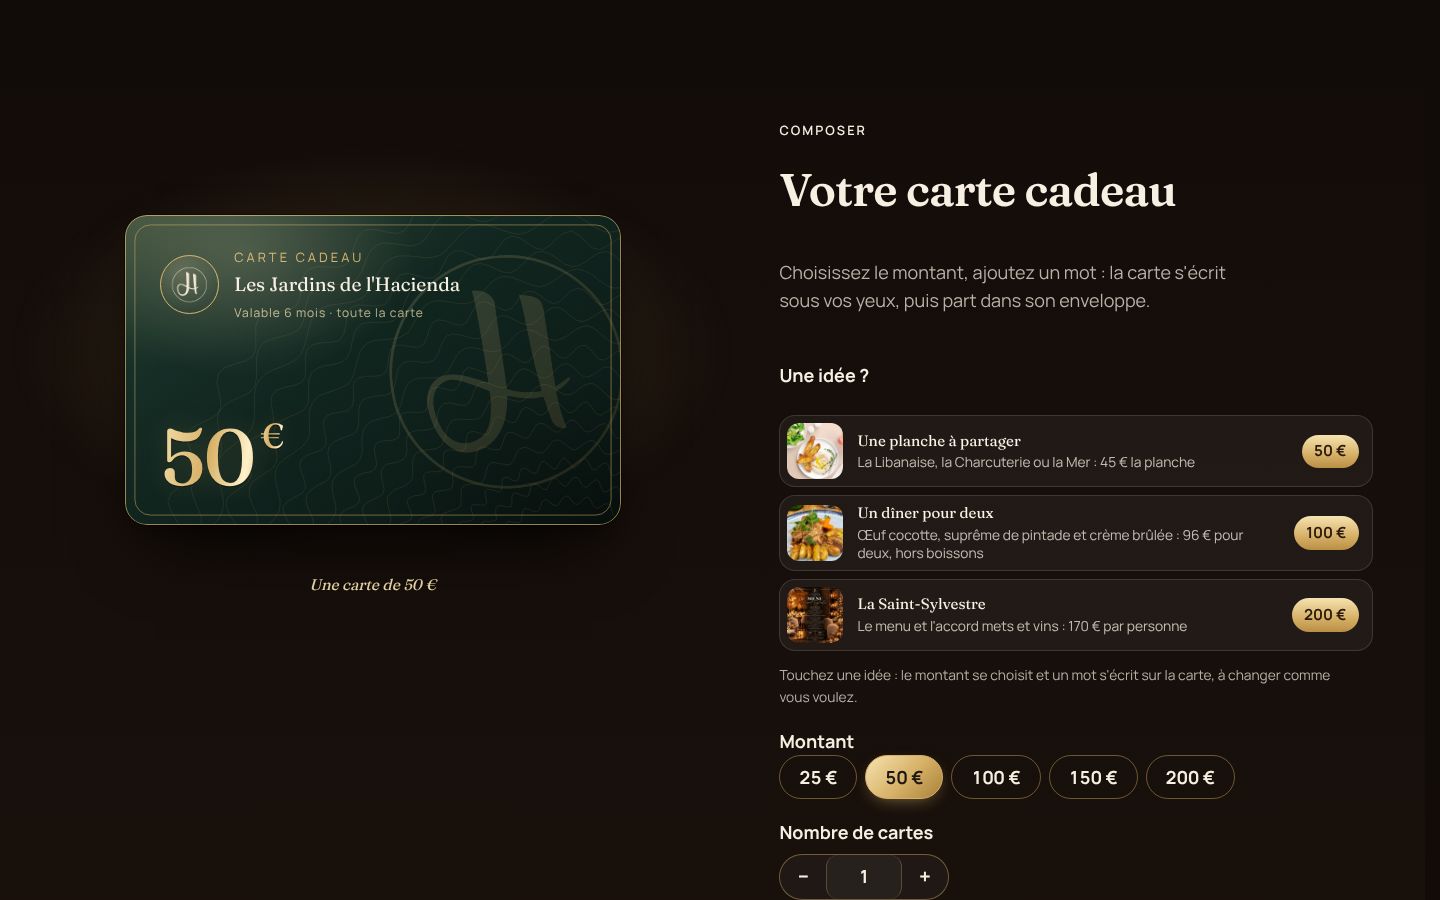 COMPOSER
Votre carte cadeau
Choisissez le montant, ajoutez un mot : la carte s'écrit
sous vos yeux, puis part dans son enveloppe.
CARTE CADEAU
Les Jardins de l'Hacienda
Valable 6 mois · toute la carte
50 €
Une carte de 50 €
Une idée ?
Une planche à partager
La Libanaise, la Charcuterie ou la Mer : 45 € la planche
50 €
Un dîner pour deux
Œuf cocotte, suprême de pintade et crème brûlée : 96 € pour
deux, hors boissons
100 €
La Saint-Sylvestre
Le menu et l'accord mets et vins : 170 € par personne
200 €
Touchez une idée : le montant se choisit et un mot s'écrit sur la carte, à changer comme
vous voulez.
Montant
25 € 50 € 100 € 150 € 200 €
Nombre de cartes
− 1 +